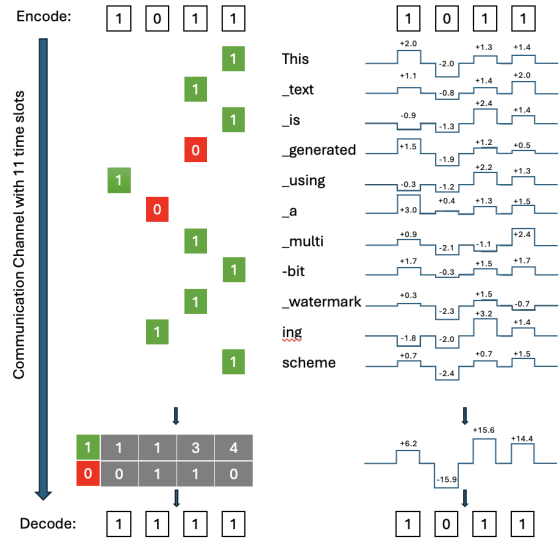 Encode: 1 0 1 1 1 0 1 1
Communication Channel with 11 time slots
1 This +2.0 -2.0 +1.3 +1.4
1 _text +1.1 -0.8 +1.4 +2.0
1 _is -0.9 -1.3 +2.4 +1.4
0 _generated +1.5 -1.9 +1.2 +0.5
1 _using -0.3 -1.2 +2.2 +1.3
0 _a +3.0 +0.4 +1.3 +1.5
1 _multi +0.9 -2.1 -1.1 +2.4
1 -bit +1.7 -0.3 +1.5 +1.7
1 _watermark +0.3 -2.3 +1.5 -0.7
1 ing -1.8 -2.0 +3.2 +1.4
1 scheme +0.7 -2.4 +0.7 +1.5
1 1 1 3 4 +6.2 -15.9 +15.6 +14.4
0 0 1 1 0
Decode: 1 1 1 1 1 0 1 1